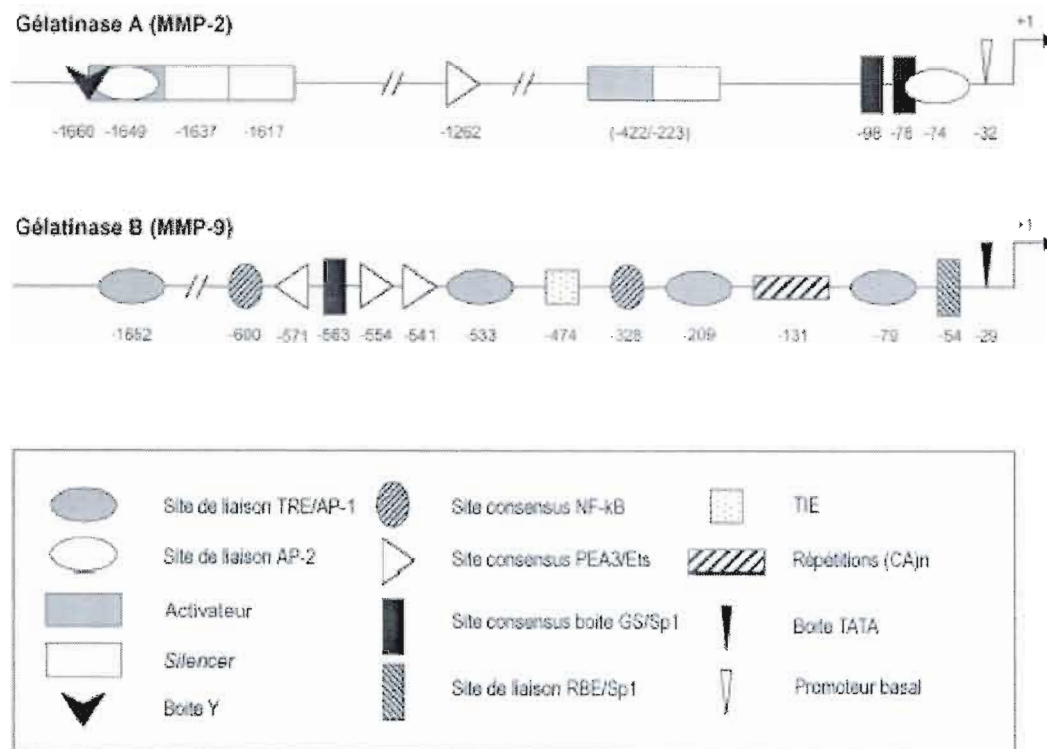 Gélatinase A (MMP-2)
+1
-1660 -1649 -1637 -1617 -1262 (-422/-223) -98 -78 -74 -32
Gélatinase B (MMP-9)
+1
-1652 -600 -571 -563 -554 -541 -533 -474 -328 -209 -131 -79 -54 -29
Site de liaison TRE/AP-1 Site consensus NF-kB TIE
Site de liaison AP-2 Site consensus PEA3/Ets Répétitions (CA)n
Activateur Site consensus boite GS/Sp1 Boite TATA
Silencer Site de liaison RBE/Sp1 Promoteur basal
Boite Y